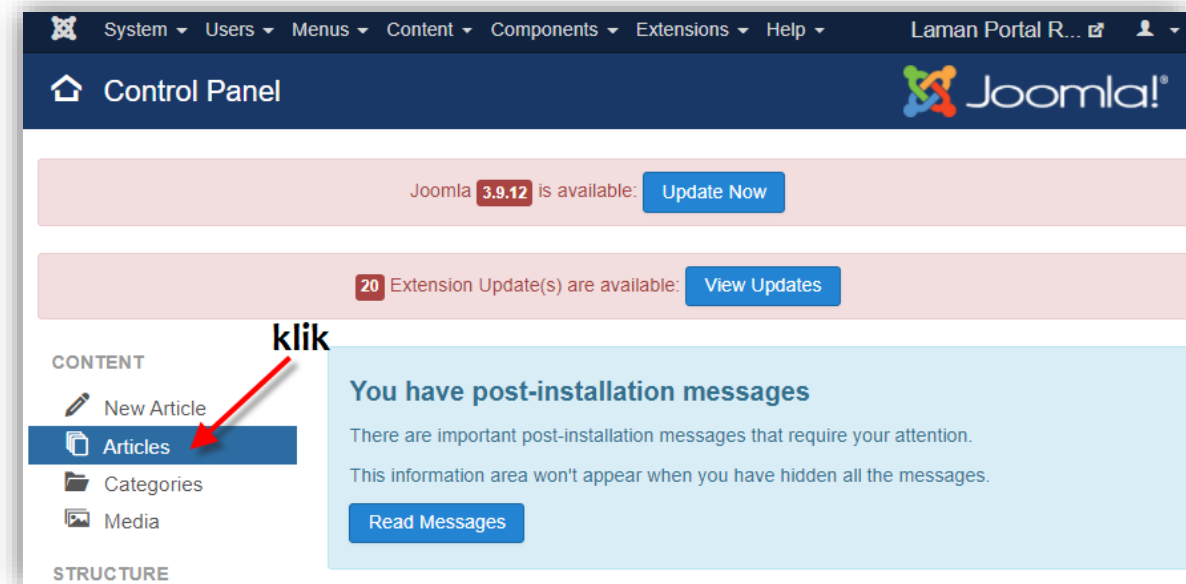 System Users Menus Content Components Extensions Help Laman Portal R...
Control Panel Joomla!®
Joomla 3.9.12 is available: Update Now
20 Extension Update(s) are available: View Updates
klik
CONTENT
New Article
Articles
Categories
Media
STRUCTURE
You have post-installation messages
There are important post-installation messages that require your attention.
This information area won't appear when you have hidden all the messages.
Read Messages